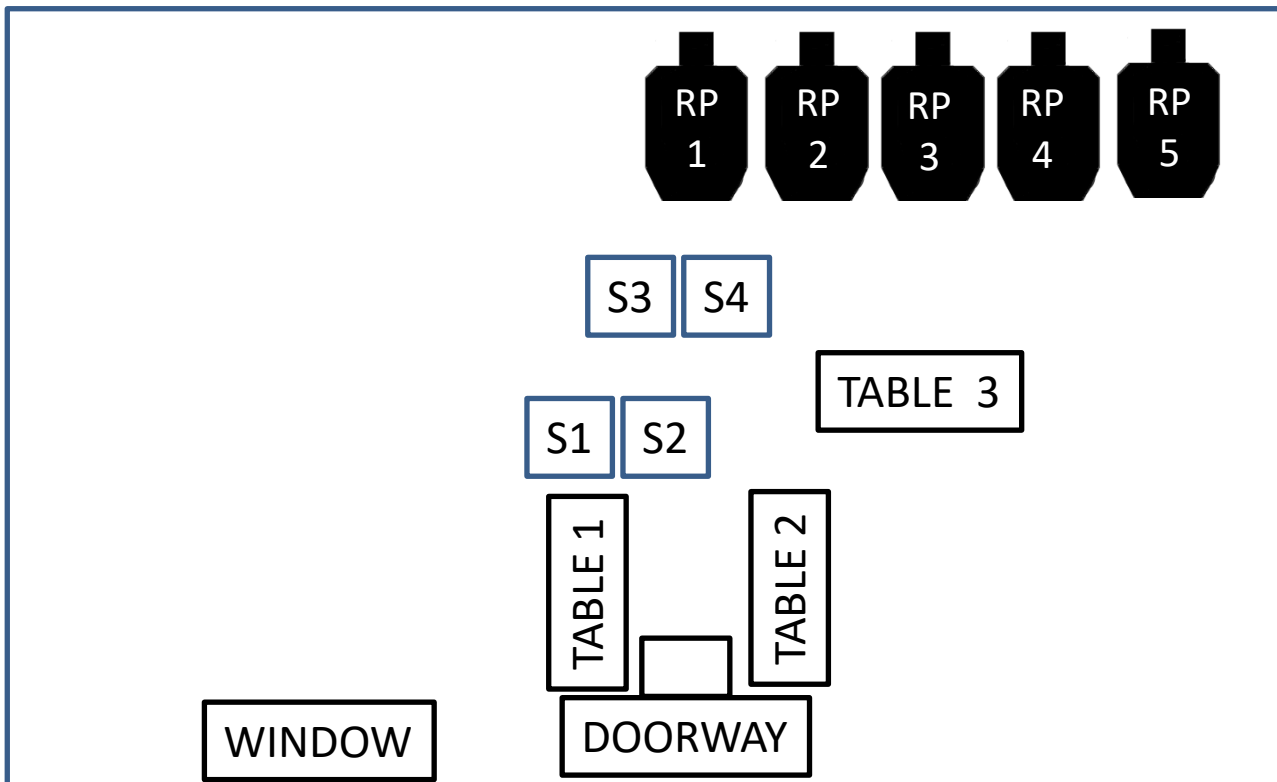 RP
1
RP
2
RP
3
RP
4
RP
5
S3
S4
TABLE 3
S1
S2
TABLE 1
TABLE 2
WINDOW
DOORWAY